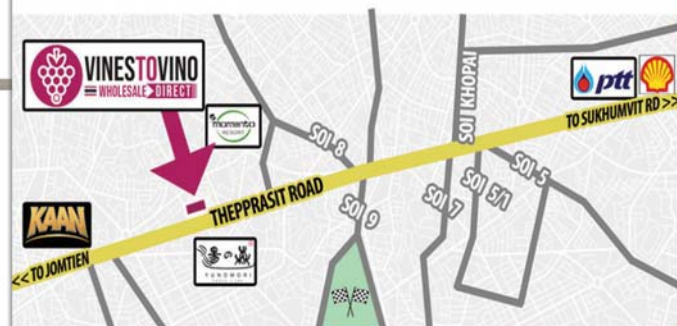 VINESTOVINO
WHOLESALE DIRECT
momento
RESORT
SOI KHOPAI
ptt
TO SUKHUMVIT RD >>
SOI 8
SOI 5
THEPPRASIT ROAD
SOI 9
SOI 7
SOI 5/1
KAAN
YUNOMORI
<< TO JOMTIEN